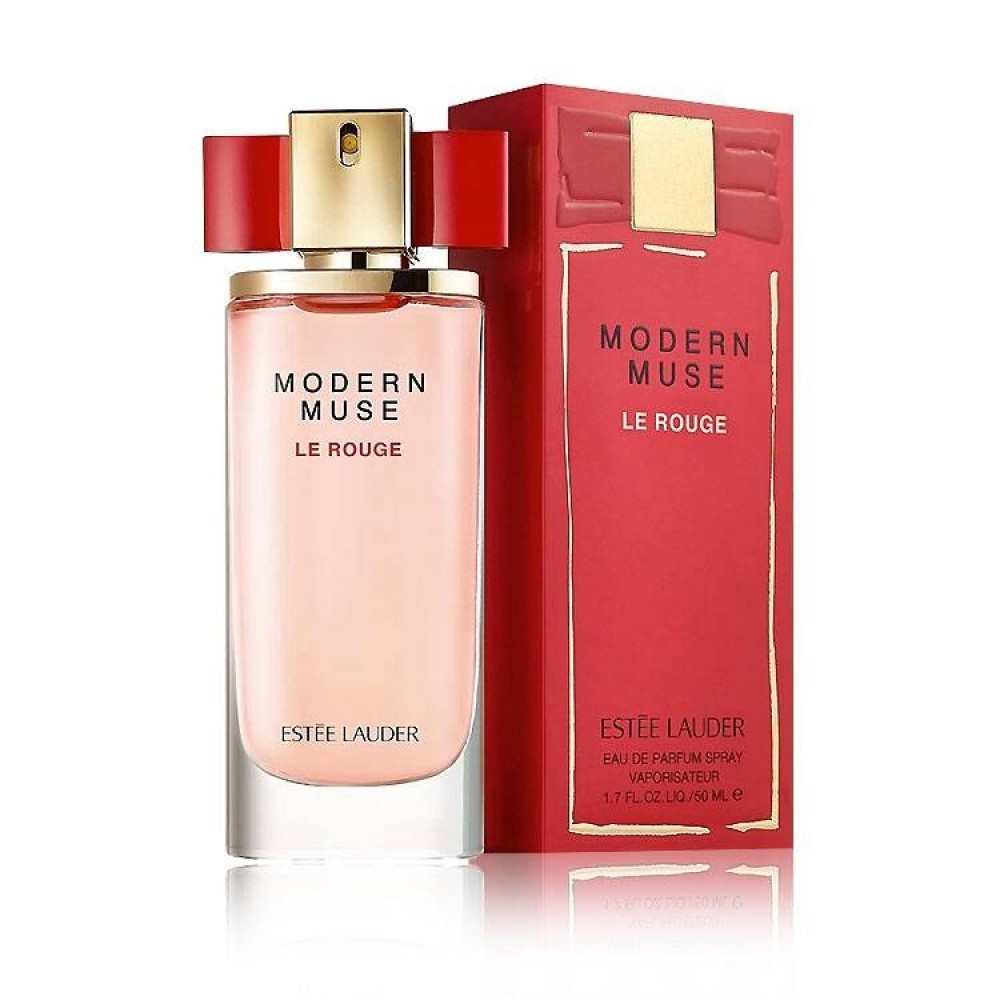 MODERN
MUSE
LE ROUGE
ESTĒE LAUDER
MODERN
MUSE
LE ROUGE
ESTĒE LAUDER
EAU DE PARFUM SPRAY
VAPORISATEUR
1.7 FL.OZ.LIQ./50 ML ℮